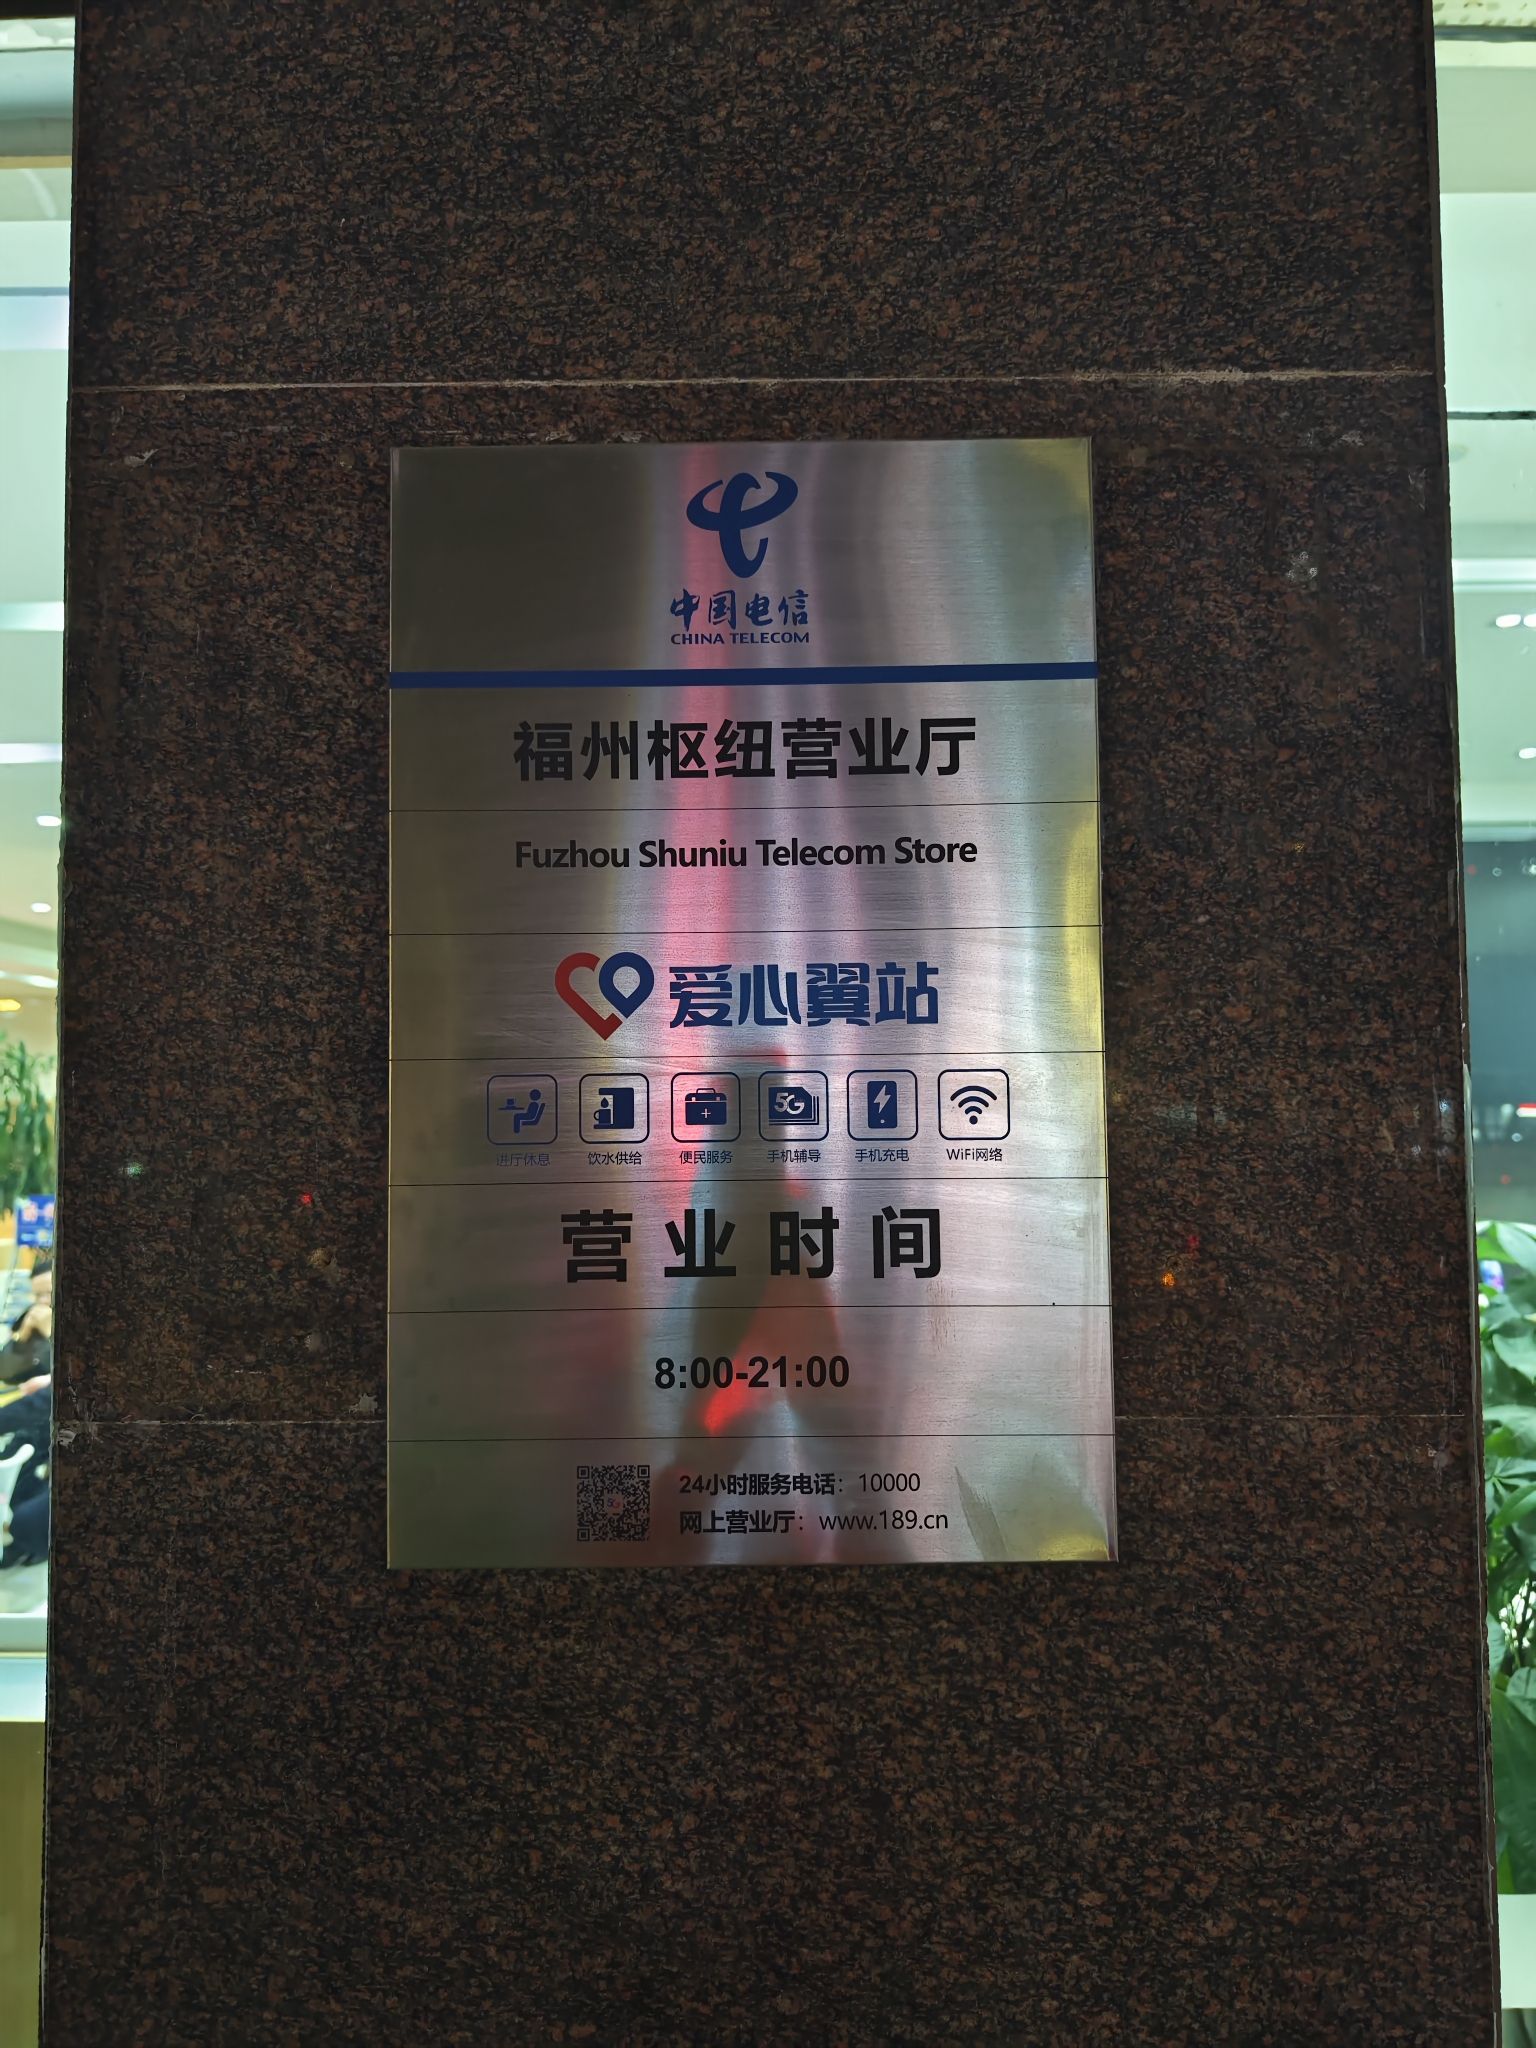 中国电信
CHINA TELECOM
福州枢纽营业厅
Fuzhou Shuniu Telecom Store
爱心翼站
5G
进厅休息 饮水供给 便民服务 手机辅导 手机充电 WiFi网络
营业时间
8:00-21:00
24小时服务电话：10000
网上营业厅：www.189.cn